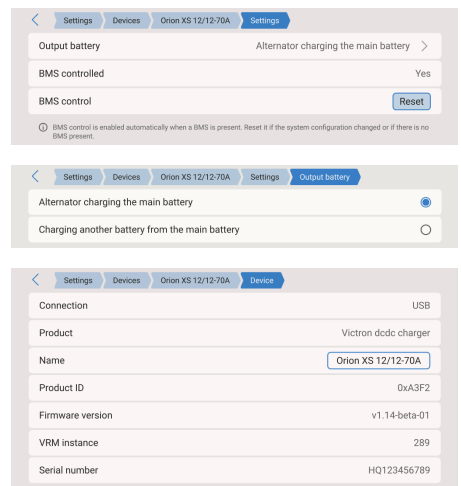 Settings Devices Orion XS 12/12-70A Settings
Output battery Alternator charging the main battery
BMS controlled Yes
BMS control Reset
BMS control is enabled automatically when a BMS is present. Reset it if the system configuration changed or if there is no
BMS present.
Settings Devices Orion XS 12/12-70A Settings Output battery
Alternator charging the main battery
Charging another battery from the main battery
Settings Devices Orion XS 12/12-70A Device
Connection USB
Product Victron dcdc charger
Name Orion XS 12/12-70A
Product ID 0xA3F2
Firmware version v1.14-beta-01
VRM instance 289
Serial number HQ123456789